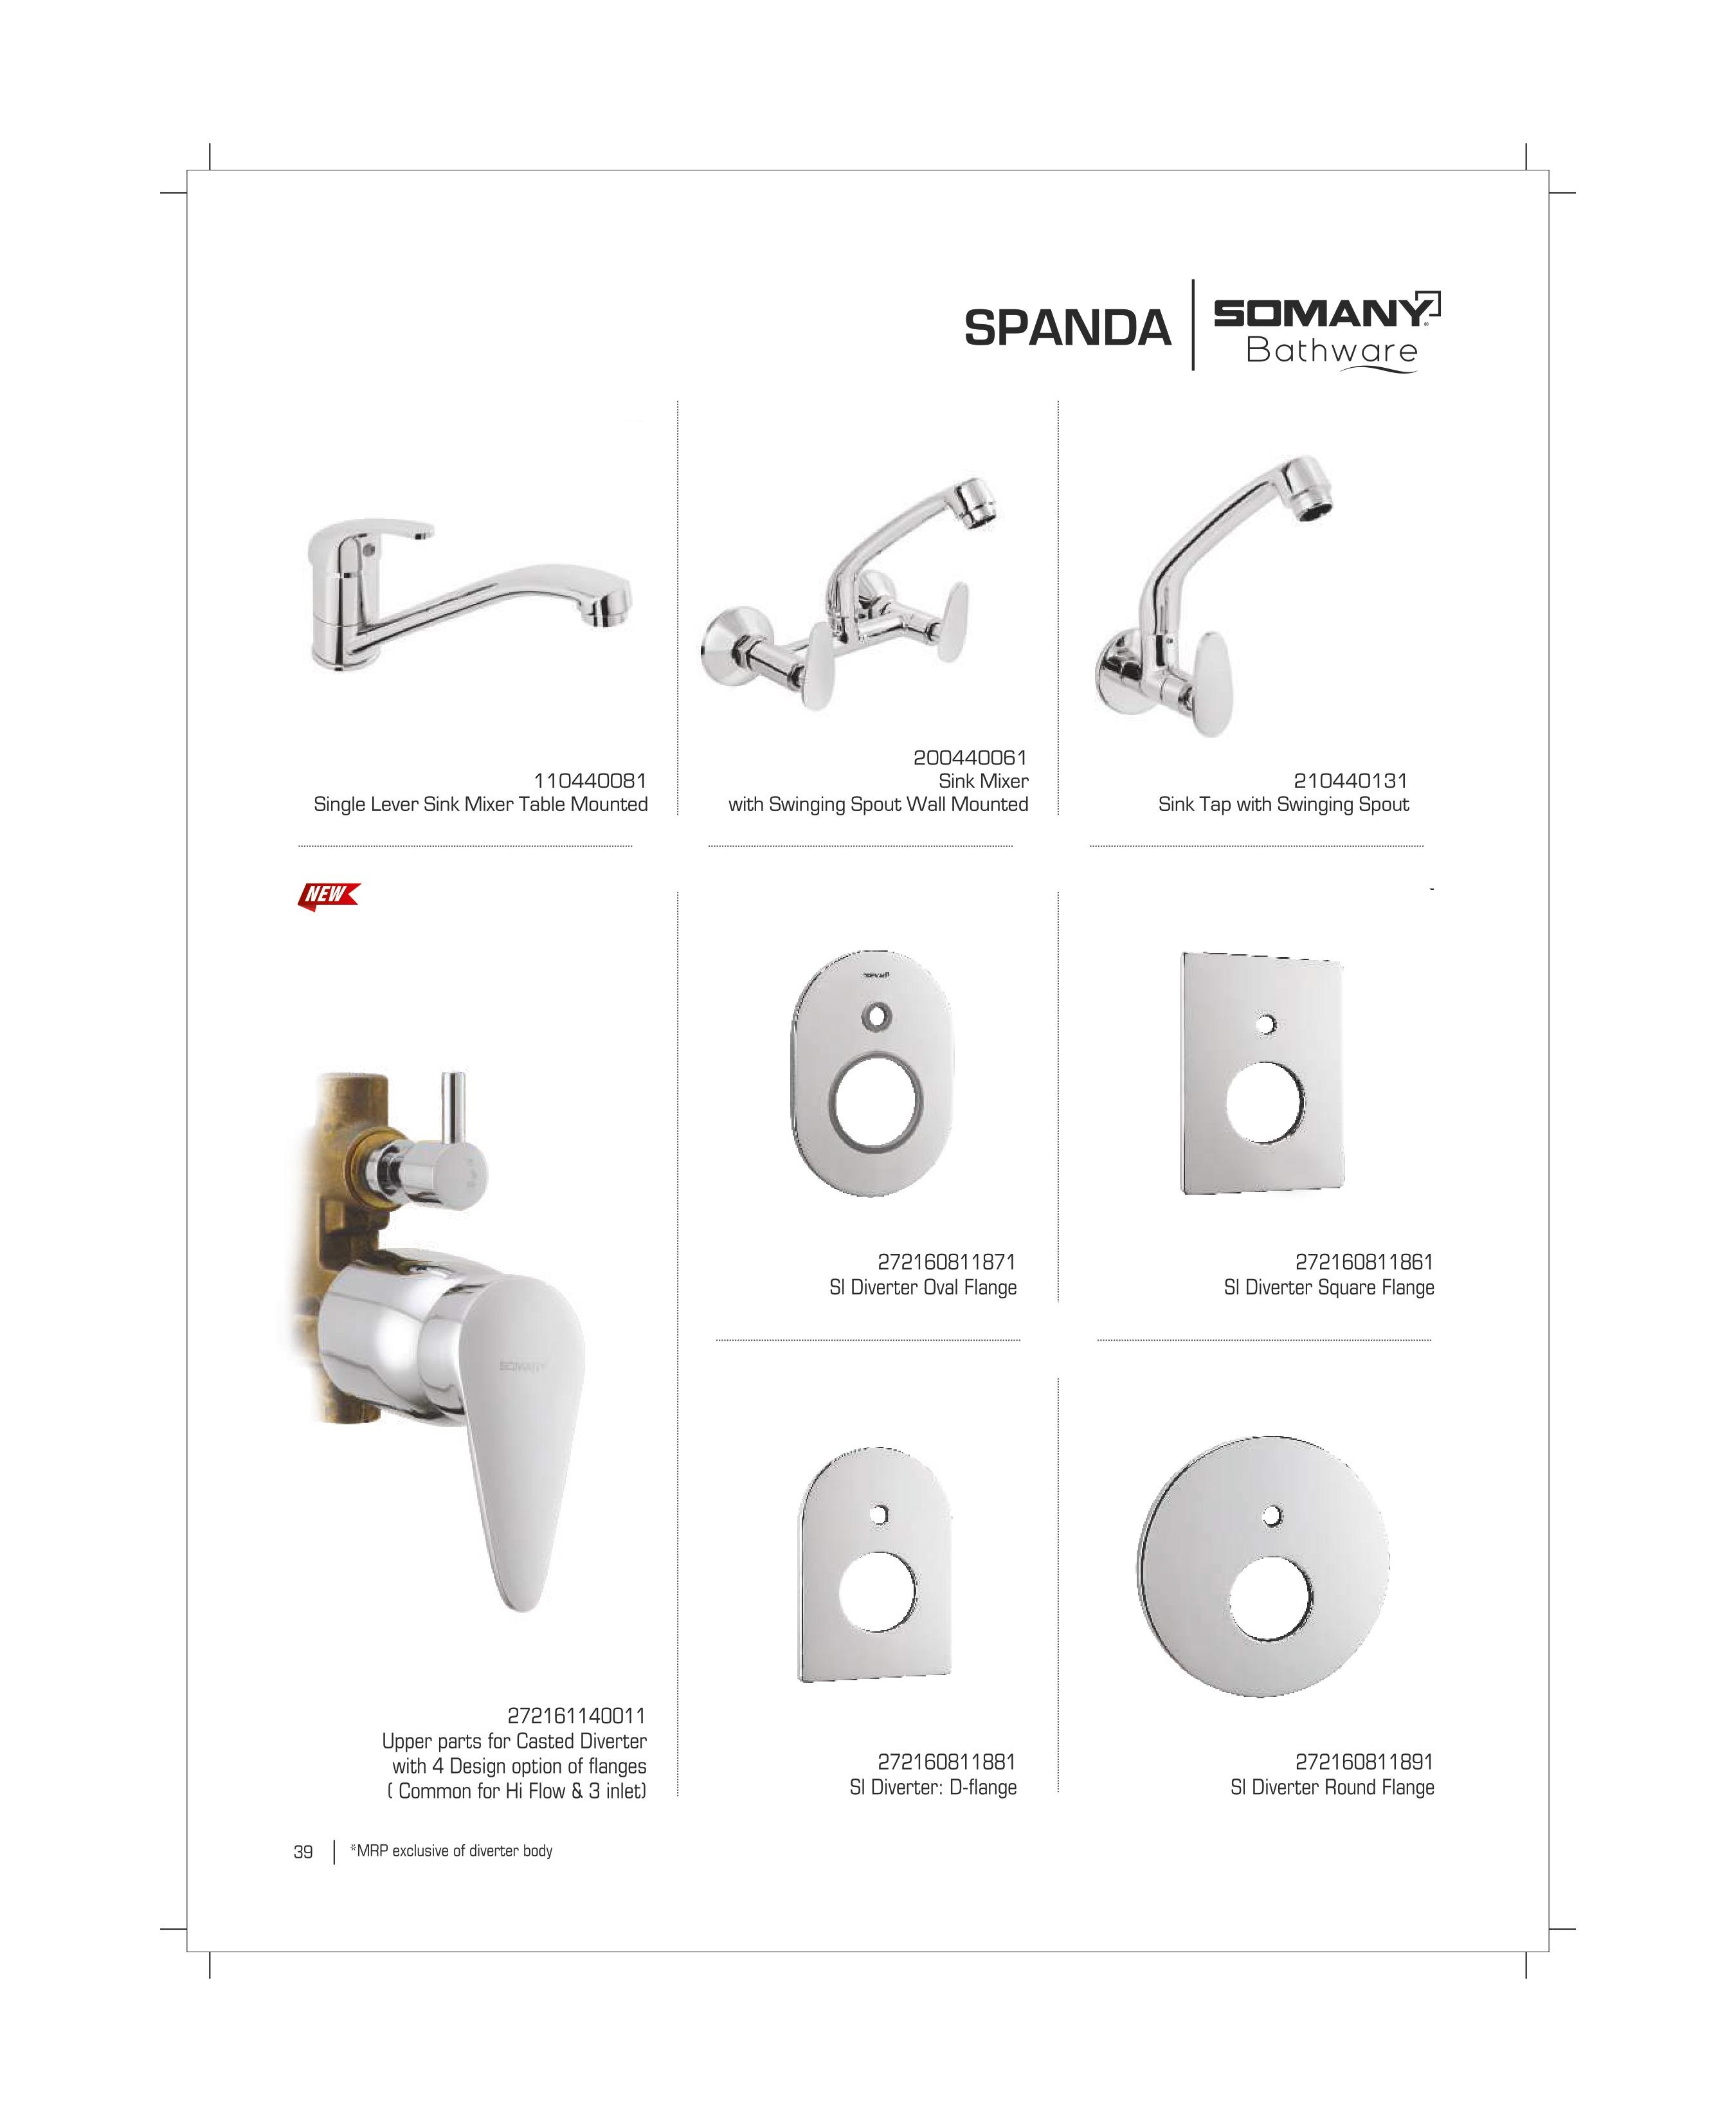 SPANDA
SOMANY
Bathware
110440081
Single Lever Sink Mixer Table Mounted
200440061
Sink Mixer
with Swinging Spout Wall Mounted
210440131
Sink Tap with Swinging Spout
NEW
SOMANY
272161140011
Upper parts for Casted Diverter
with 4 Design option of flanges
( Common for Hi Flow & 3 inlet)
272160811871
SI Diverter Oval Flange
272160811861
SI Diverter Square Flange
272160811881
SI Diverter: D-flange
272160811891
SI Diverter Round Flange
39
*MRP exclusive of diverter body